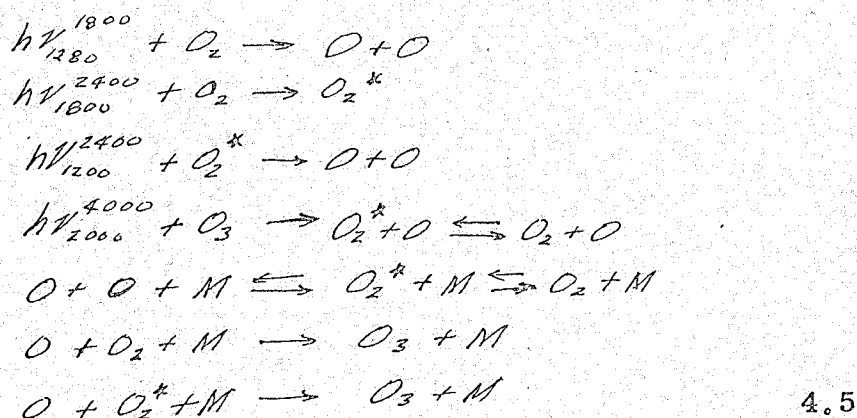 hν₁₂₈₀¹⁸⁰⁰ + O₂ → O + O
hν₁₈₀₀²⁴⁰⁰ + O₂ → O₂*
hν₁₂₀₀²⁴⁰⁰ + O₂* → O + O
hν₂₀₀₀⁴⁰⁰⁰ + O₃ → O₂* + O ⇆ O₂ + O
O + O + M ⇆ O₂* + M ⇆ O₂ + M
O + O₂ + M → O₃ + M
O + O₂* + M → O₃ + M 4.5